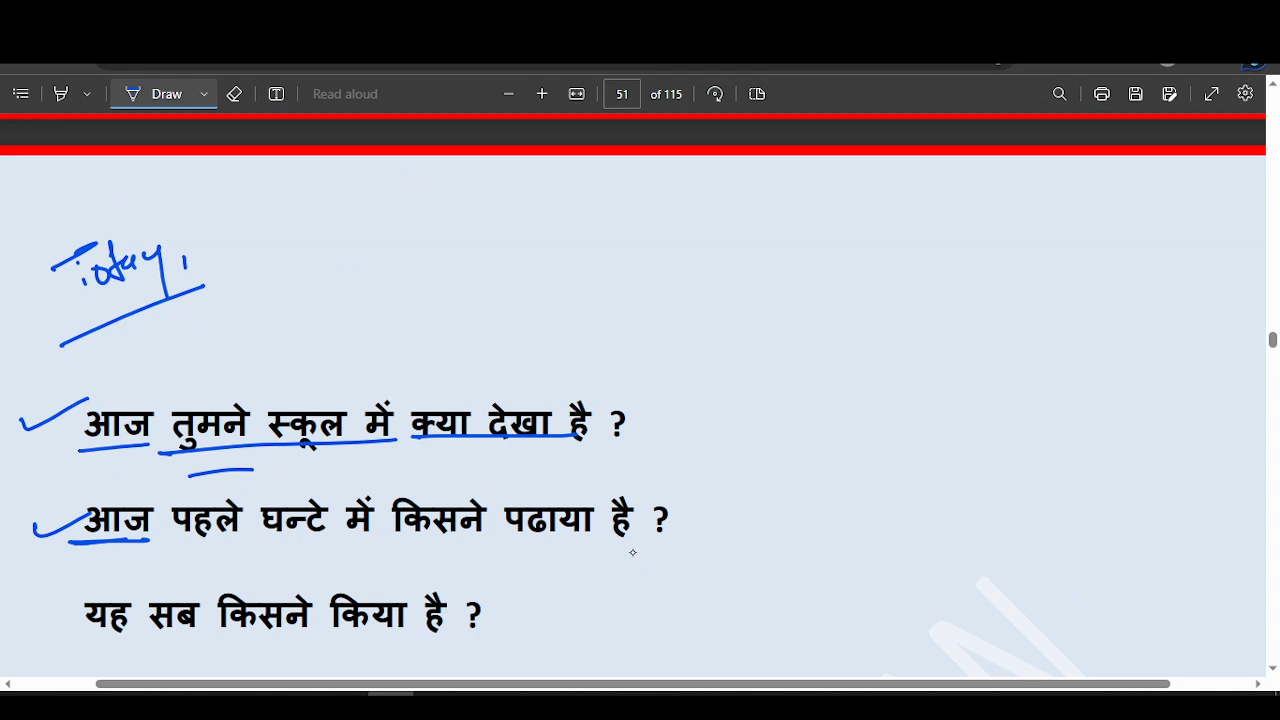 Draw
Read aloud
51 of 115
Today,
आज तुमने स्कूल में क्या देखा है ?
आज पहले घन्टे में किसने पढाया है ?
यह सब किसने किया है ?